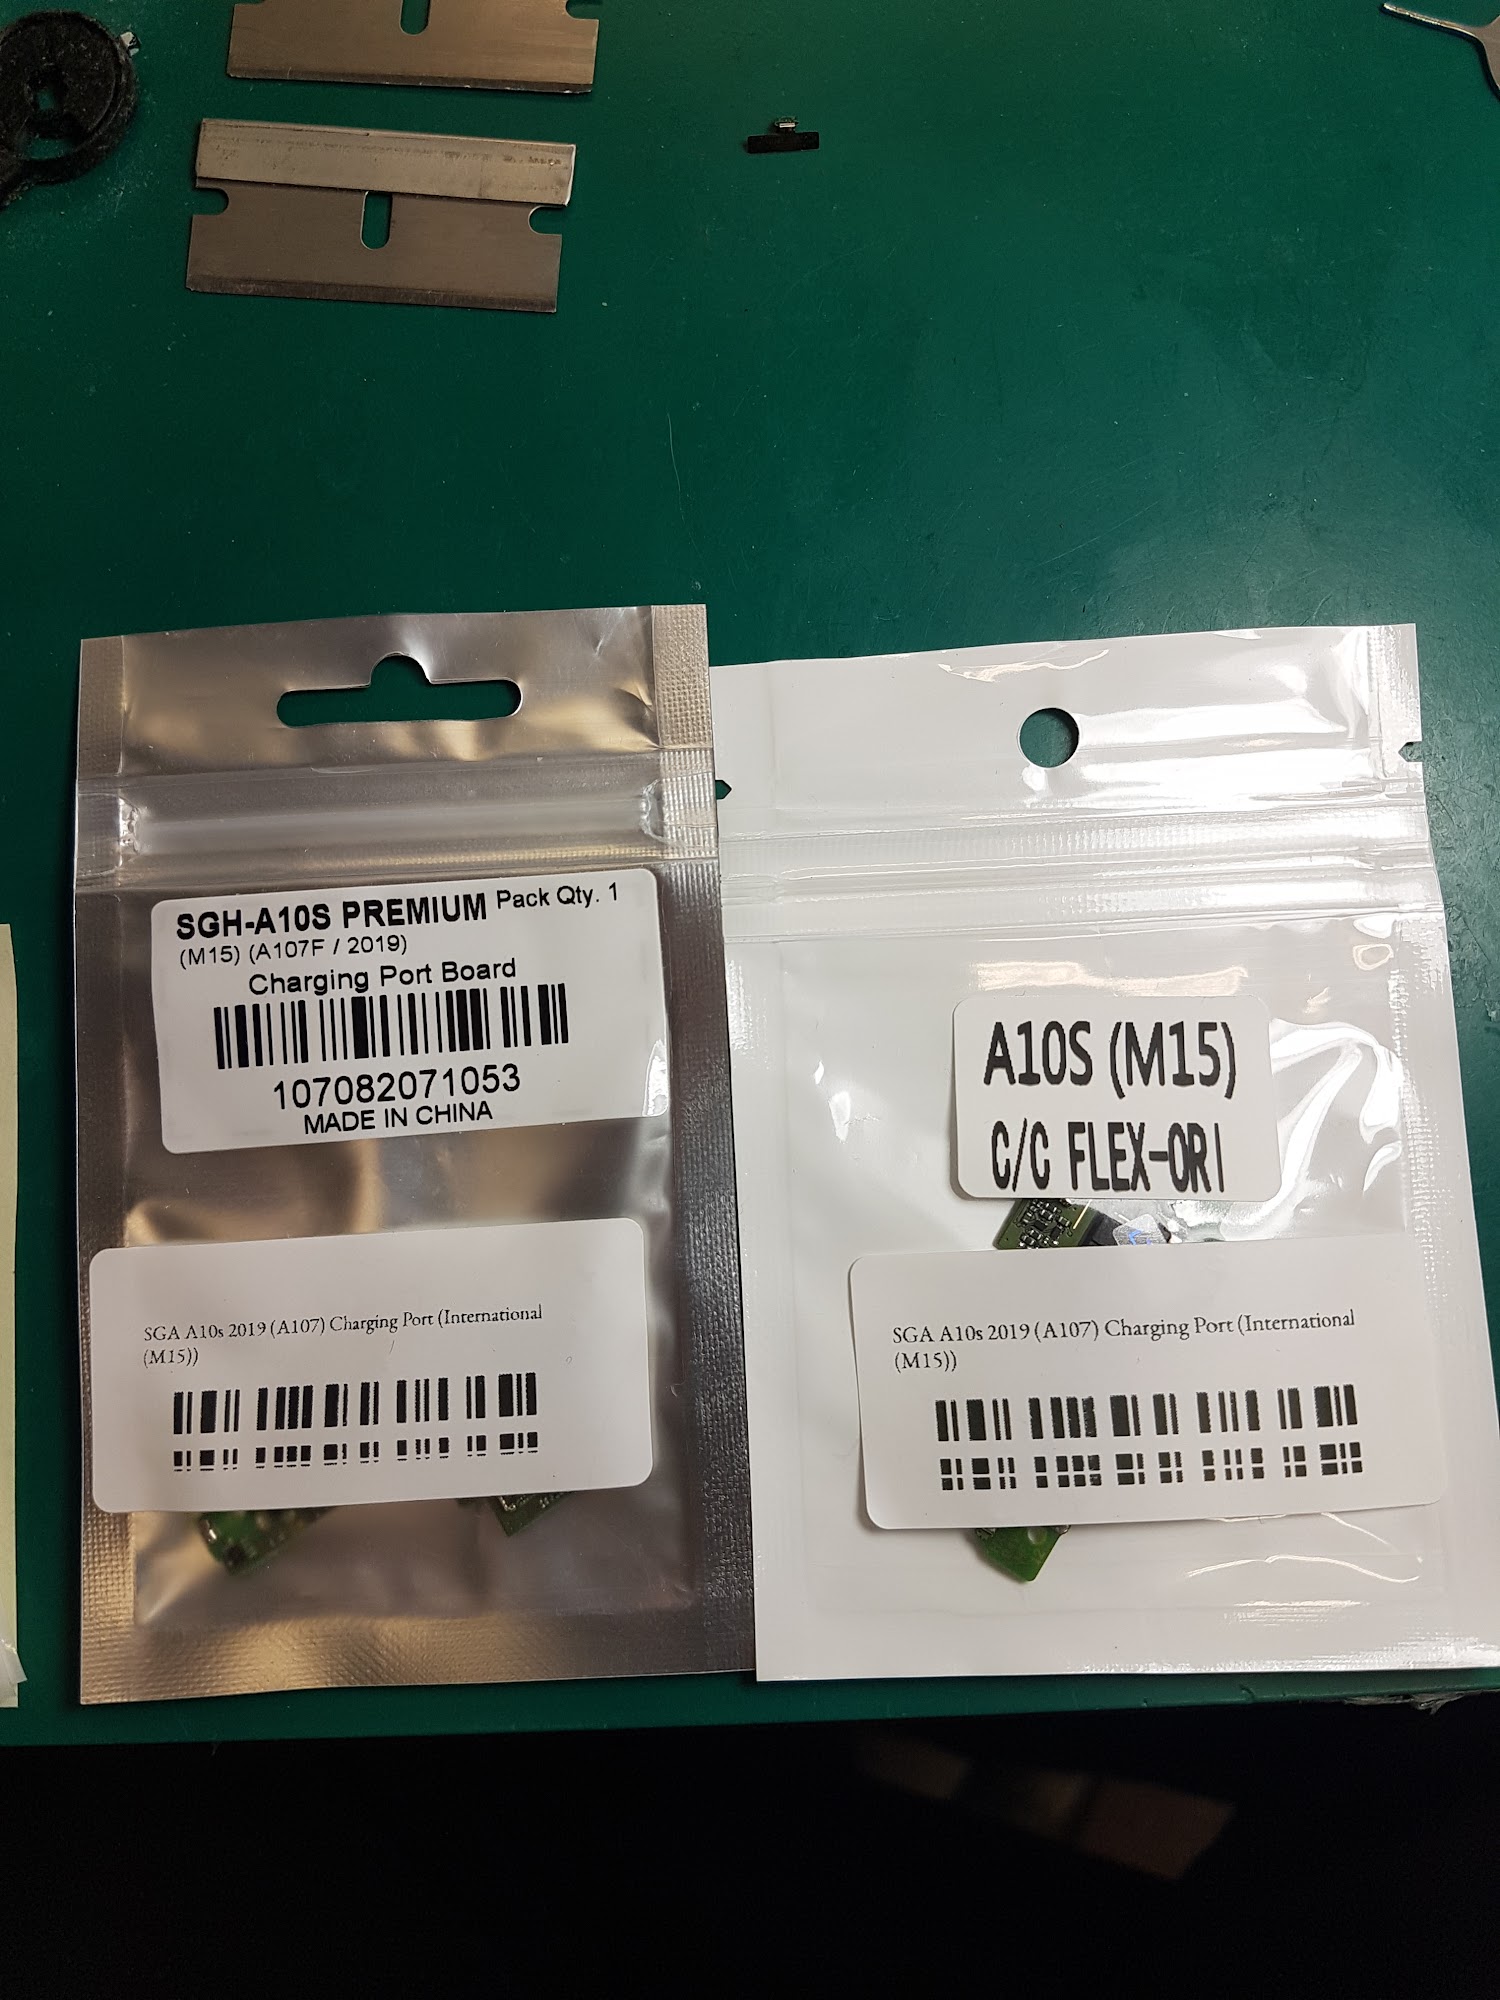 SGH-A10S PREMIUM Pack Qty. 1
(M15) (A107F / 2019)
Charging Port Board
107082071053
MADE IN CHINA
SGA A10s 2019 (A107) Charging Port (International
(M15))
A10S (M15)
C/C FLEX-ORI
SGA A10s 2019 (A107) Charging Port (International
(M15))